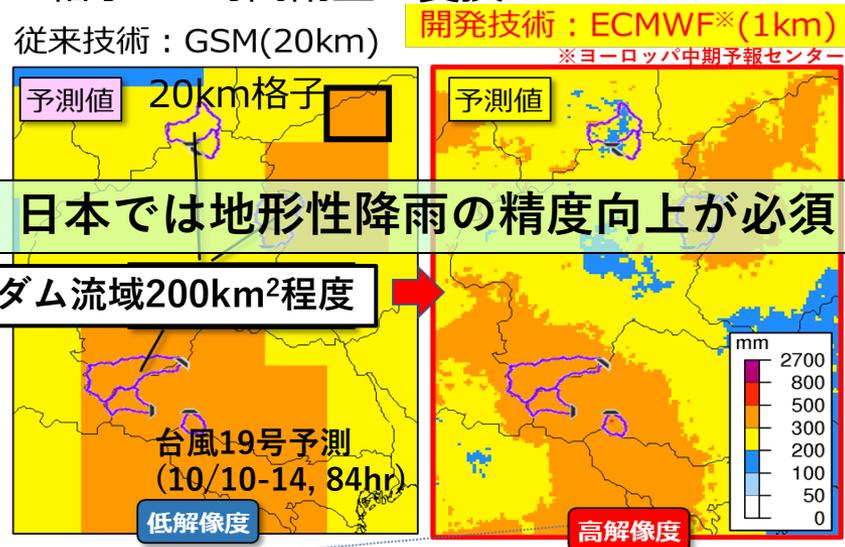 従来技術：GSM(20km)
開発技術：ECMWF※(1km)
※ヨーロッパ中期予報センター
予測値
20km格子
予測値
日本では地形性降雨の精度向上が必須
ダム流域200km2程度
台風19号予測
(10/10-14, 84hr)
低解像度
高解像度
mm
2700
800
500
300
200
100
50
0